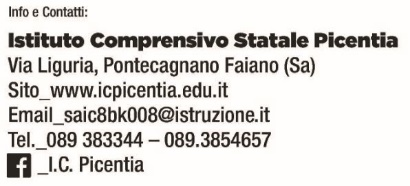 Info e Contatti:
Istituto Comprensivo Statale Picentia
Via Liguria, Pontecagnano Faiano (Sa)
Sito_www.icpicentia.edu.it
Email_saic8bk008@istruzione.it
Tel._089 383344 – 089.3854657
_I.C. Picentia